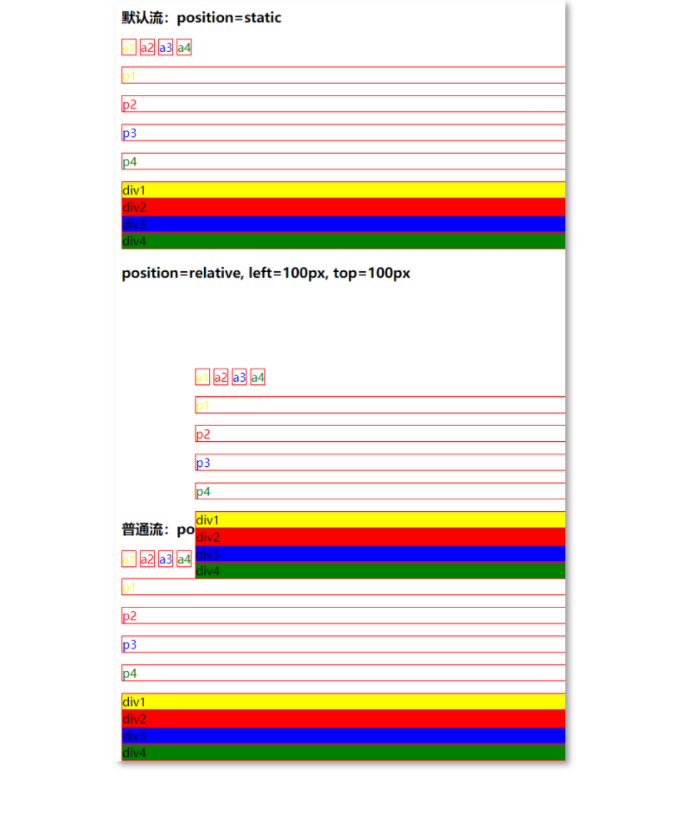 默认流：position=static
a1 a2 a3 a4
p1
p2
p3
p4
div1
div2
div3
div4
position=relative, left=100px, top=100px
a1 a2 a3 a4
p1
p2
p3
p4
div1
普通流：po
div2
div3
a1 a2 a3 a4
div4
p1
p2
p3
p4
div1
div2
div3
div4